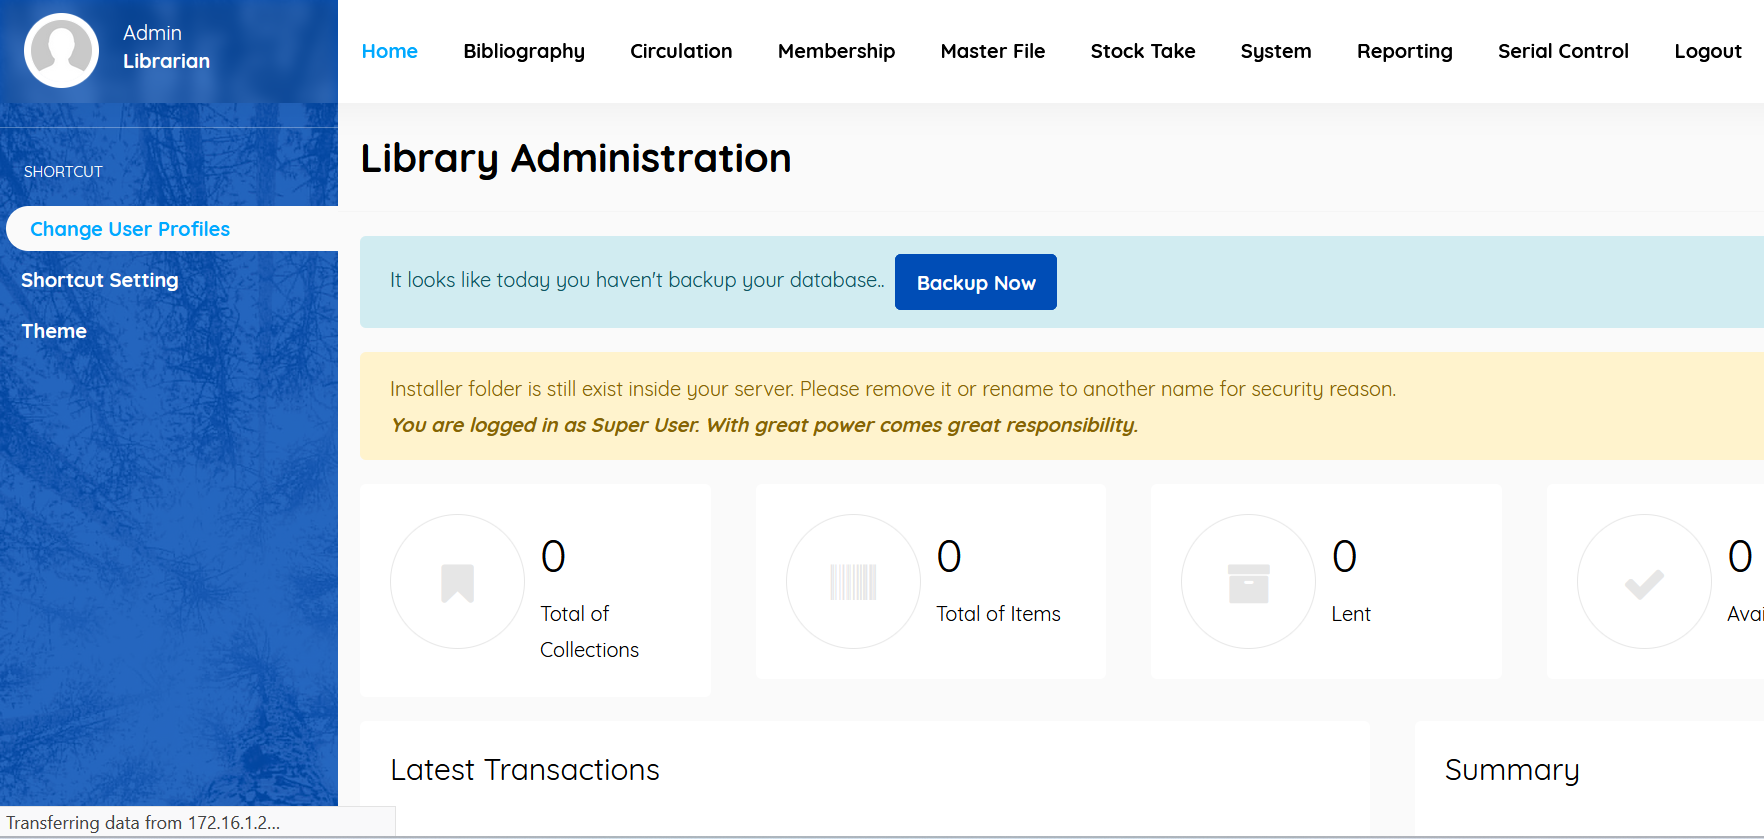 Admin
Librarian
Home Bibliography Circulation Membership Master File Stock Take System Reporting Serial Control Logout
SHORTCUT
Change User Profiles
Shortcut Setting
Theme
Library Administration
It looks like today you haven't backup your database.. Backup Now
Installer folder is still exist inside your server. Please remove it or rename to another name for security reason.
You are logged in as Super User. With great power comes great responsibility.
0
Total of
Collections
0
Total of Items
0
Lent
0
Latest Transactions
Summary
Transferring data from 172.16.1.2...